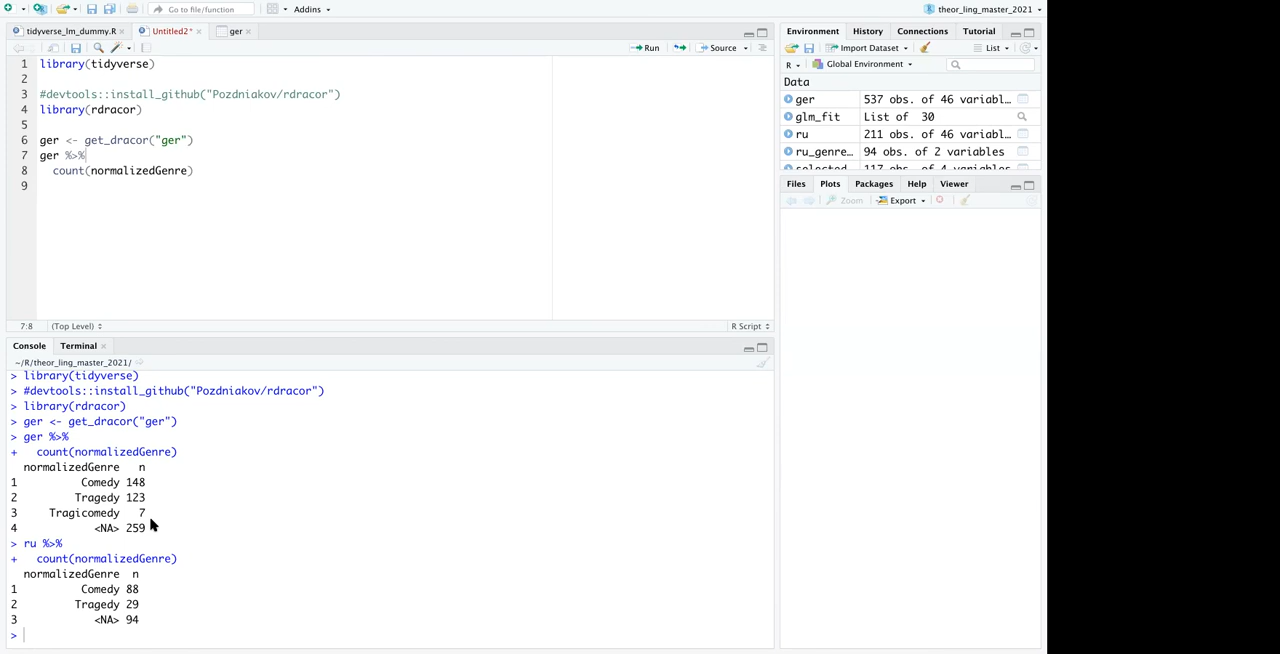 Go to file/function
Addins
theor_ling_master_2021
tidyverse_lm_dummy.R
Untitled2*
ger
Run
Source
1 library(tidyverse)
2
3 #devtools::install_github("Pozdniakov/rdracor")
4 library(rdracor)
5
6 ger <- get_dracor("ger")
7 ger %>%
8 count(normalizedGenre)
9
7:8 (Top Level)
R Script
Console Terminal
~/R/theor_ling_master_2021/
> library(tidyverse)
> #devtools::install_github("Pozdniakov/rdracor")
> library(rdracor)
> ger <- get_dracor("ger")
> ger %>%
+ count(normalizedGenre)
normalizedGenre n
1 Comedy 148
2 Tragedy 123
3 Tragicomedy 7
4 <NA> 259
> ru %>%
+ count(normalizedGenre)
normalizedGenre n
1 Comedy 88
2 Tragedy 29
3 <NA> 94
>
Environment History Connections Tutorial
Import Dataset
List
R Global Environment
Data
ger 537 obs. of 46 variabl…
glm_fit List of 30
ru 211 obs. of 46 variabl…
ru_genre… 94 obs. of 2 variables
selected 117 obs. of 4 variables
Files Plots Packages Help Viewer
Zoom Export